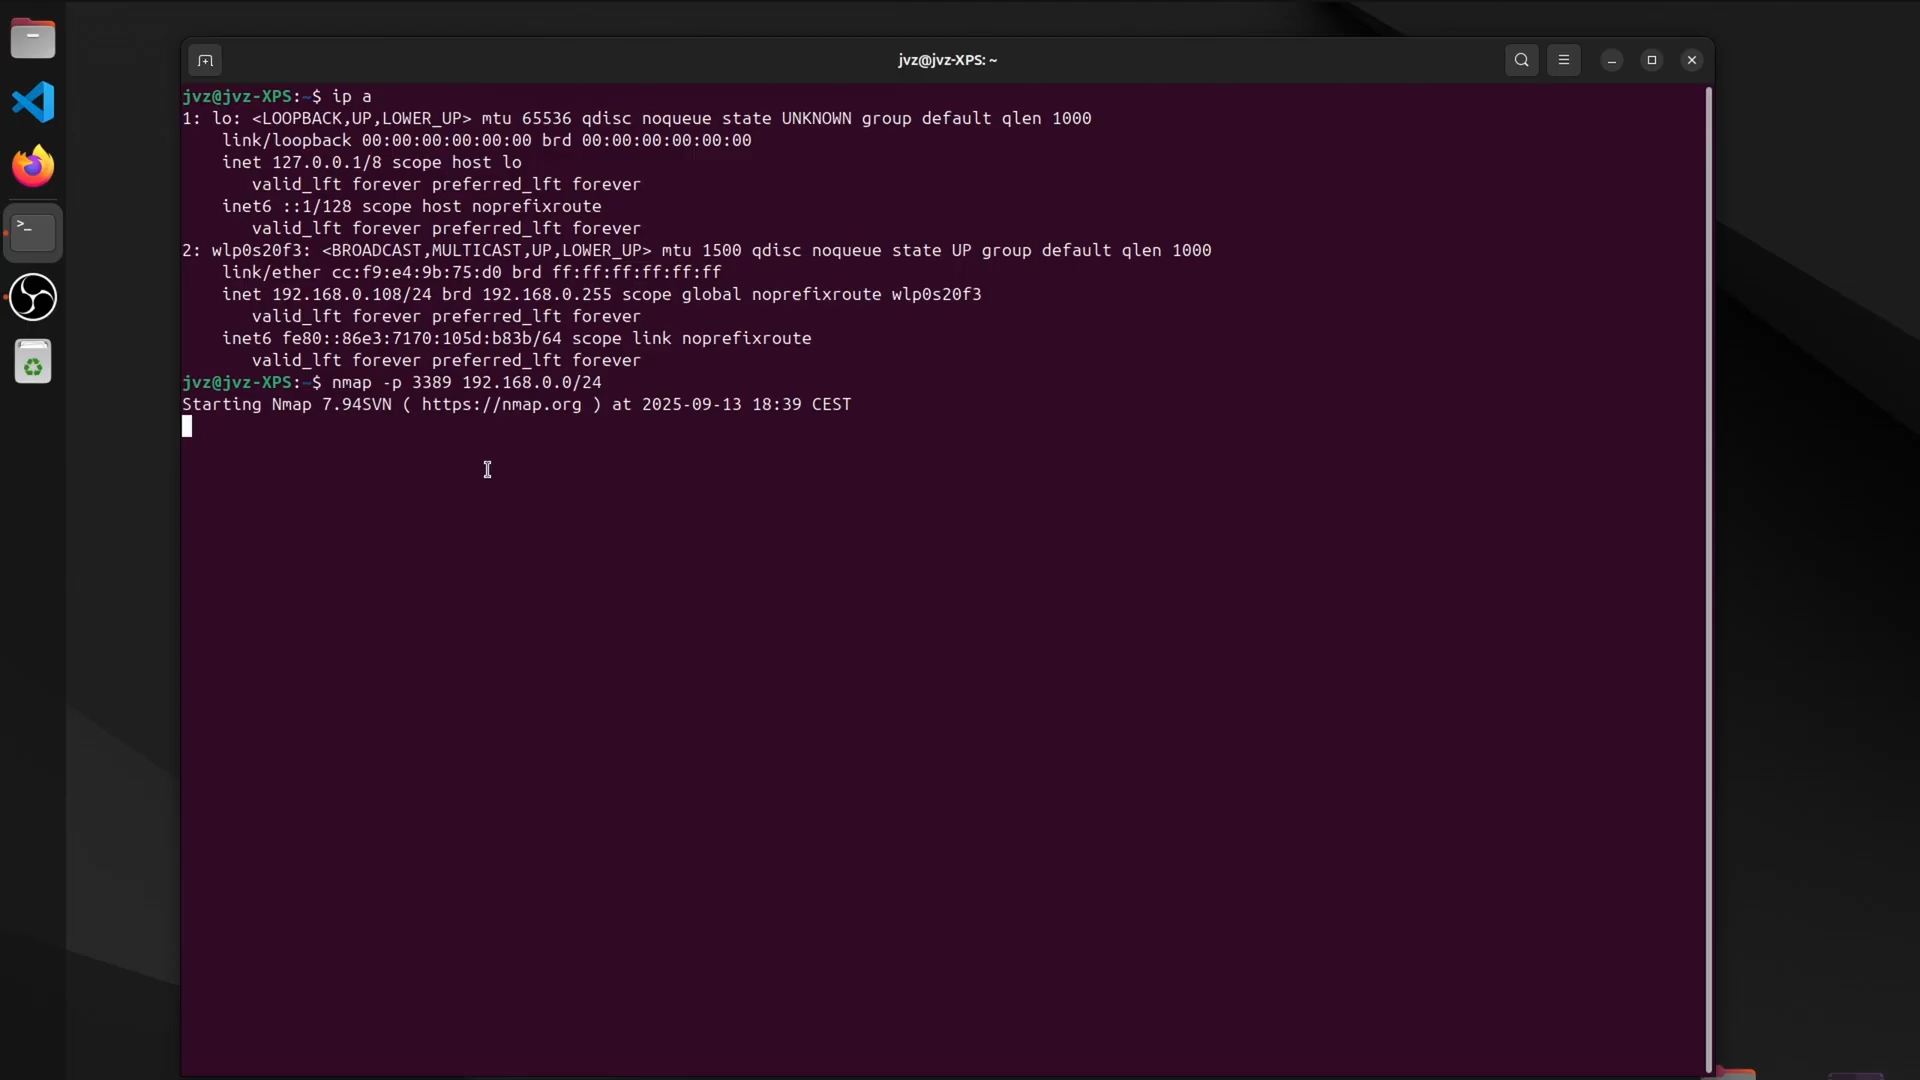 jvz@jvz-XPS: ~
jvz@jvz-XPS:~$ ip a
1: lo: <LOOPBACK,UP,LOWER_UP> mtu 65536 qdisc noqueue state UNKNOWN group default qlen 1000
    link/loopback 00:00:00:00:00:00 brd 00:00:00:00:00:00
    inet 127.0.0.1/8 scope host lo
       valid_lft forever preferred_lft forever
    inet6 ::1/128 scope host noprefixroute
       valid_lft forever preferred_lft forever
2: wlp0s20f3: <BROADCAST,MULTICAST,UP,LOWER_UP> mtu 1500 qdisc noqueue state UP group default qlen 1000
    link/ether cc:f9:e4:9b:75:d0 brd ff:ff:ff:ff:ff:ff
    inet 192.168.0.108/24 brd 192.168.0.255 scope global noprefixroute wlp0s20f3
       valid_lft forever preferred_lft forever
    inet6 fe80::86e3:7170:105d:b83b/64 scope link noprefixroute
       valid_lft forever preferred_lft forever
jvz@jvz-XPS:~$ nmap -p 3389 192.168.0.0/24
Starting Nmap 7.94SVN ( https://nmap.org ) at 2025-09-13 18:39 CEST